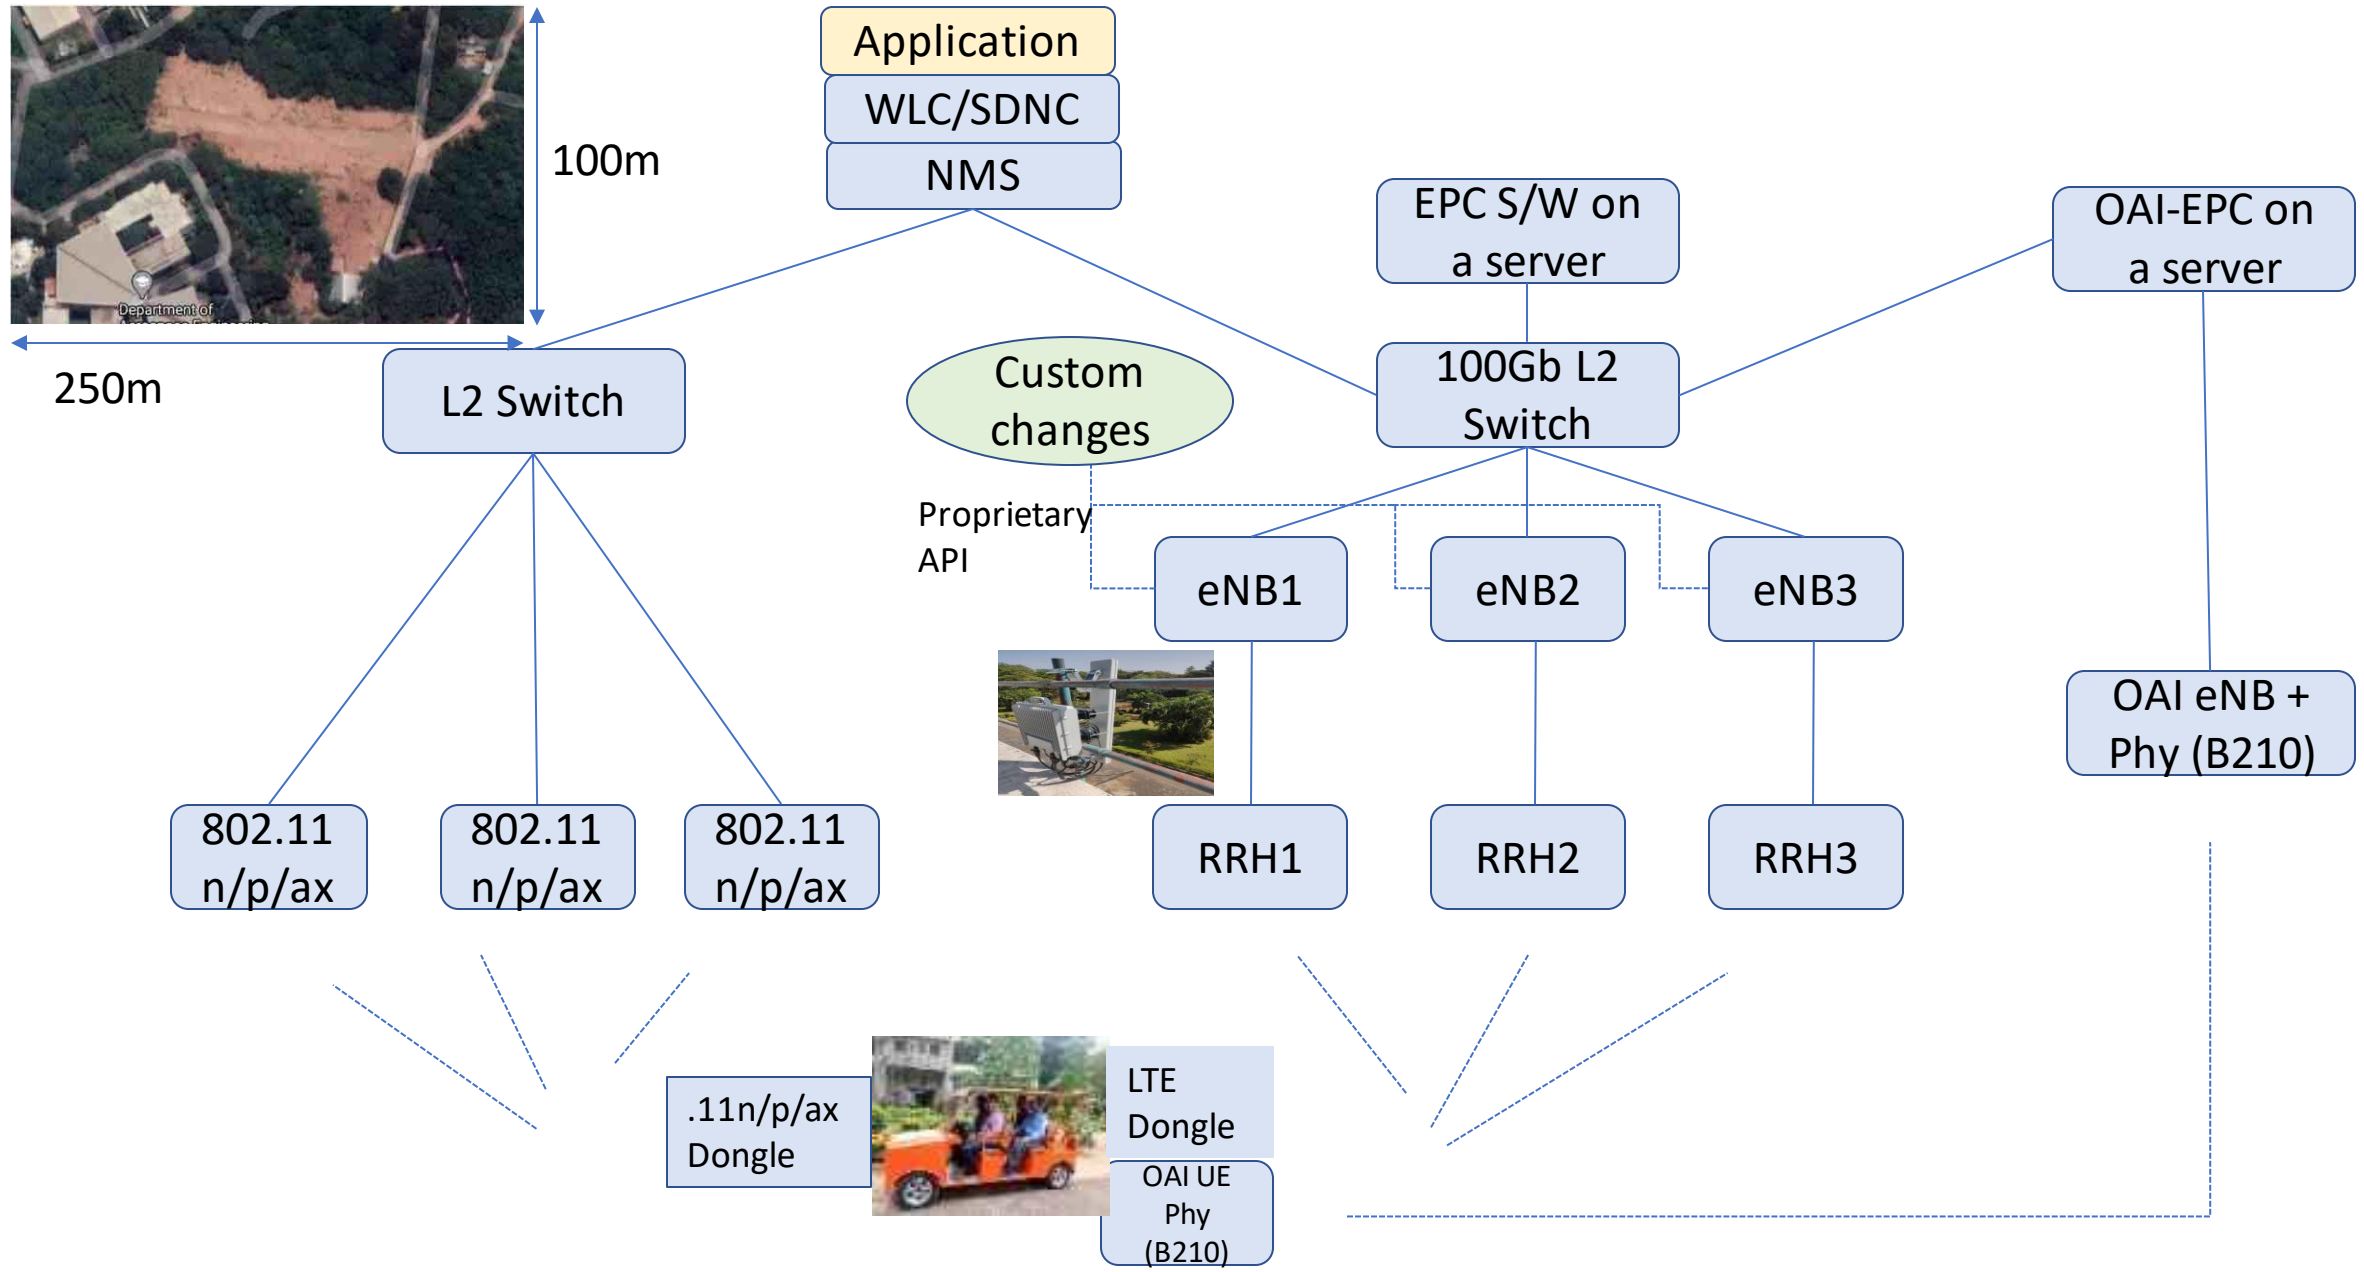 Application
WLC/SDNC
NMS
100m
250m
Department of
EPC S/W on
a server
OAI-EPC on
a server
L2 Switch
Custom
changes
100Gb L2
Switch
Proprietary
API
eNB1
eNB2
eNB3
OAI eNB +
Phy (B210)
802.11
n/p/ax
802.11
n/p/ax
802.11
n/p/ax
RRH1
RRH2
RRH3
.11n/p/ax
Dongle
LTE
Dongle
OAI UE
Phy
(B210)